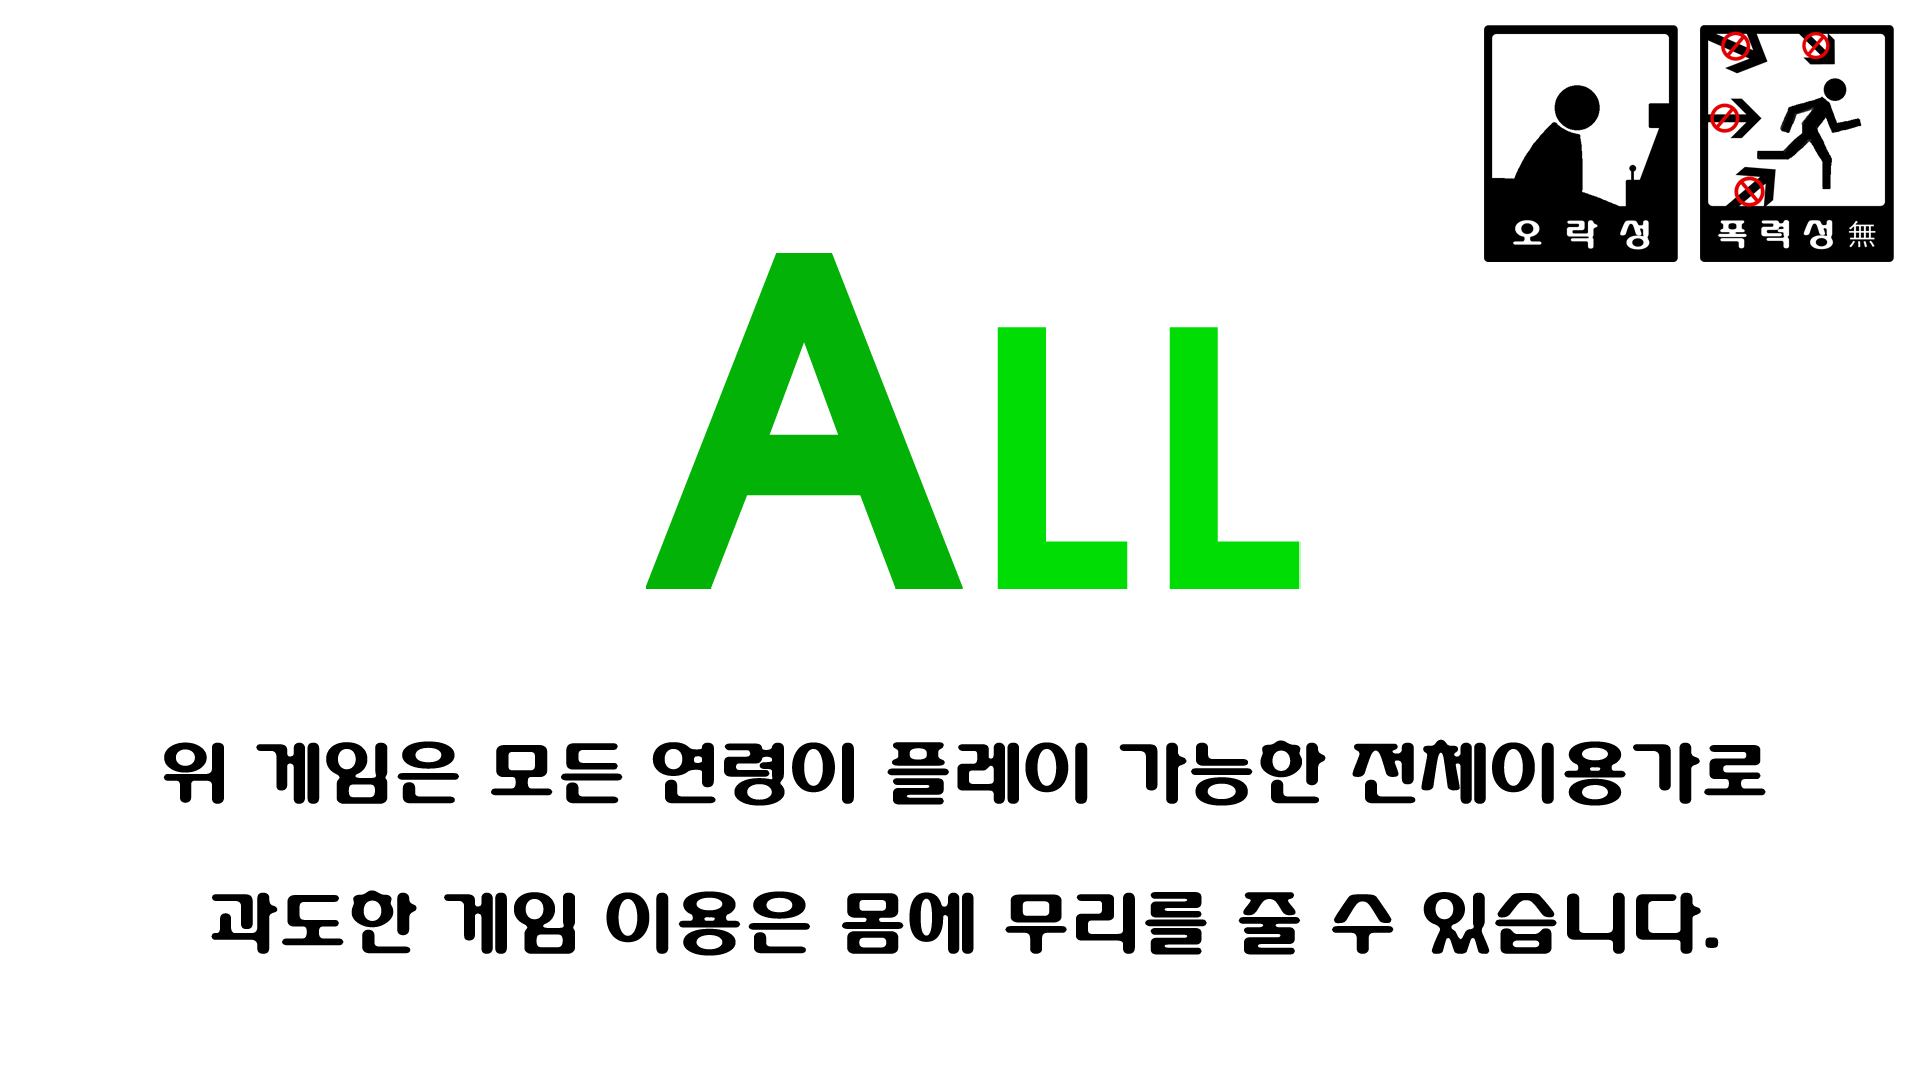 오락성
폭력성無
ALL
위 게임은 모든 연령이 플레이 가능한 전체이용가로
과도한 게임 이용은 몸에 무리를 줄 수 있습니다.